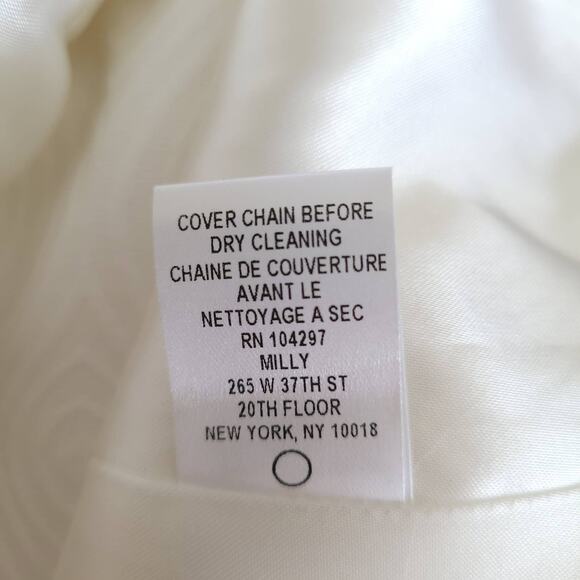 COVER CHAIN BEFORE
DRY CLEANING
CHAINE DE COUVERTURE
AVANT LE
NETTOYAGE A SEC
RN 104297
MILLY
265 W 37TH ST
20TH FLOOR
NEW YORK, NY 10018